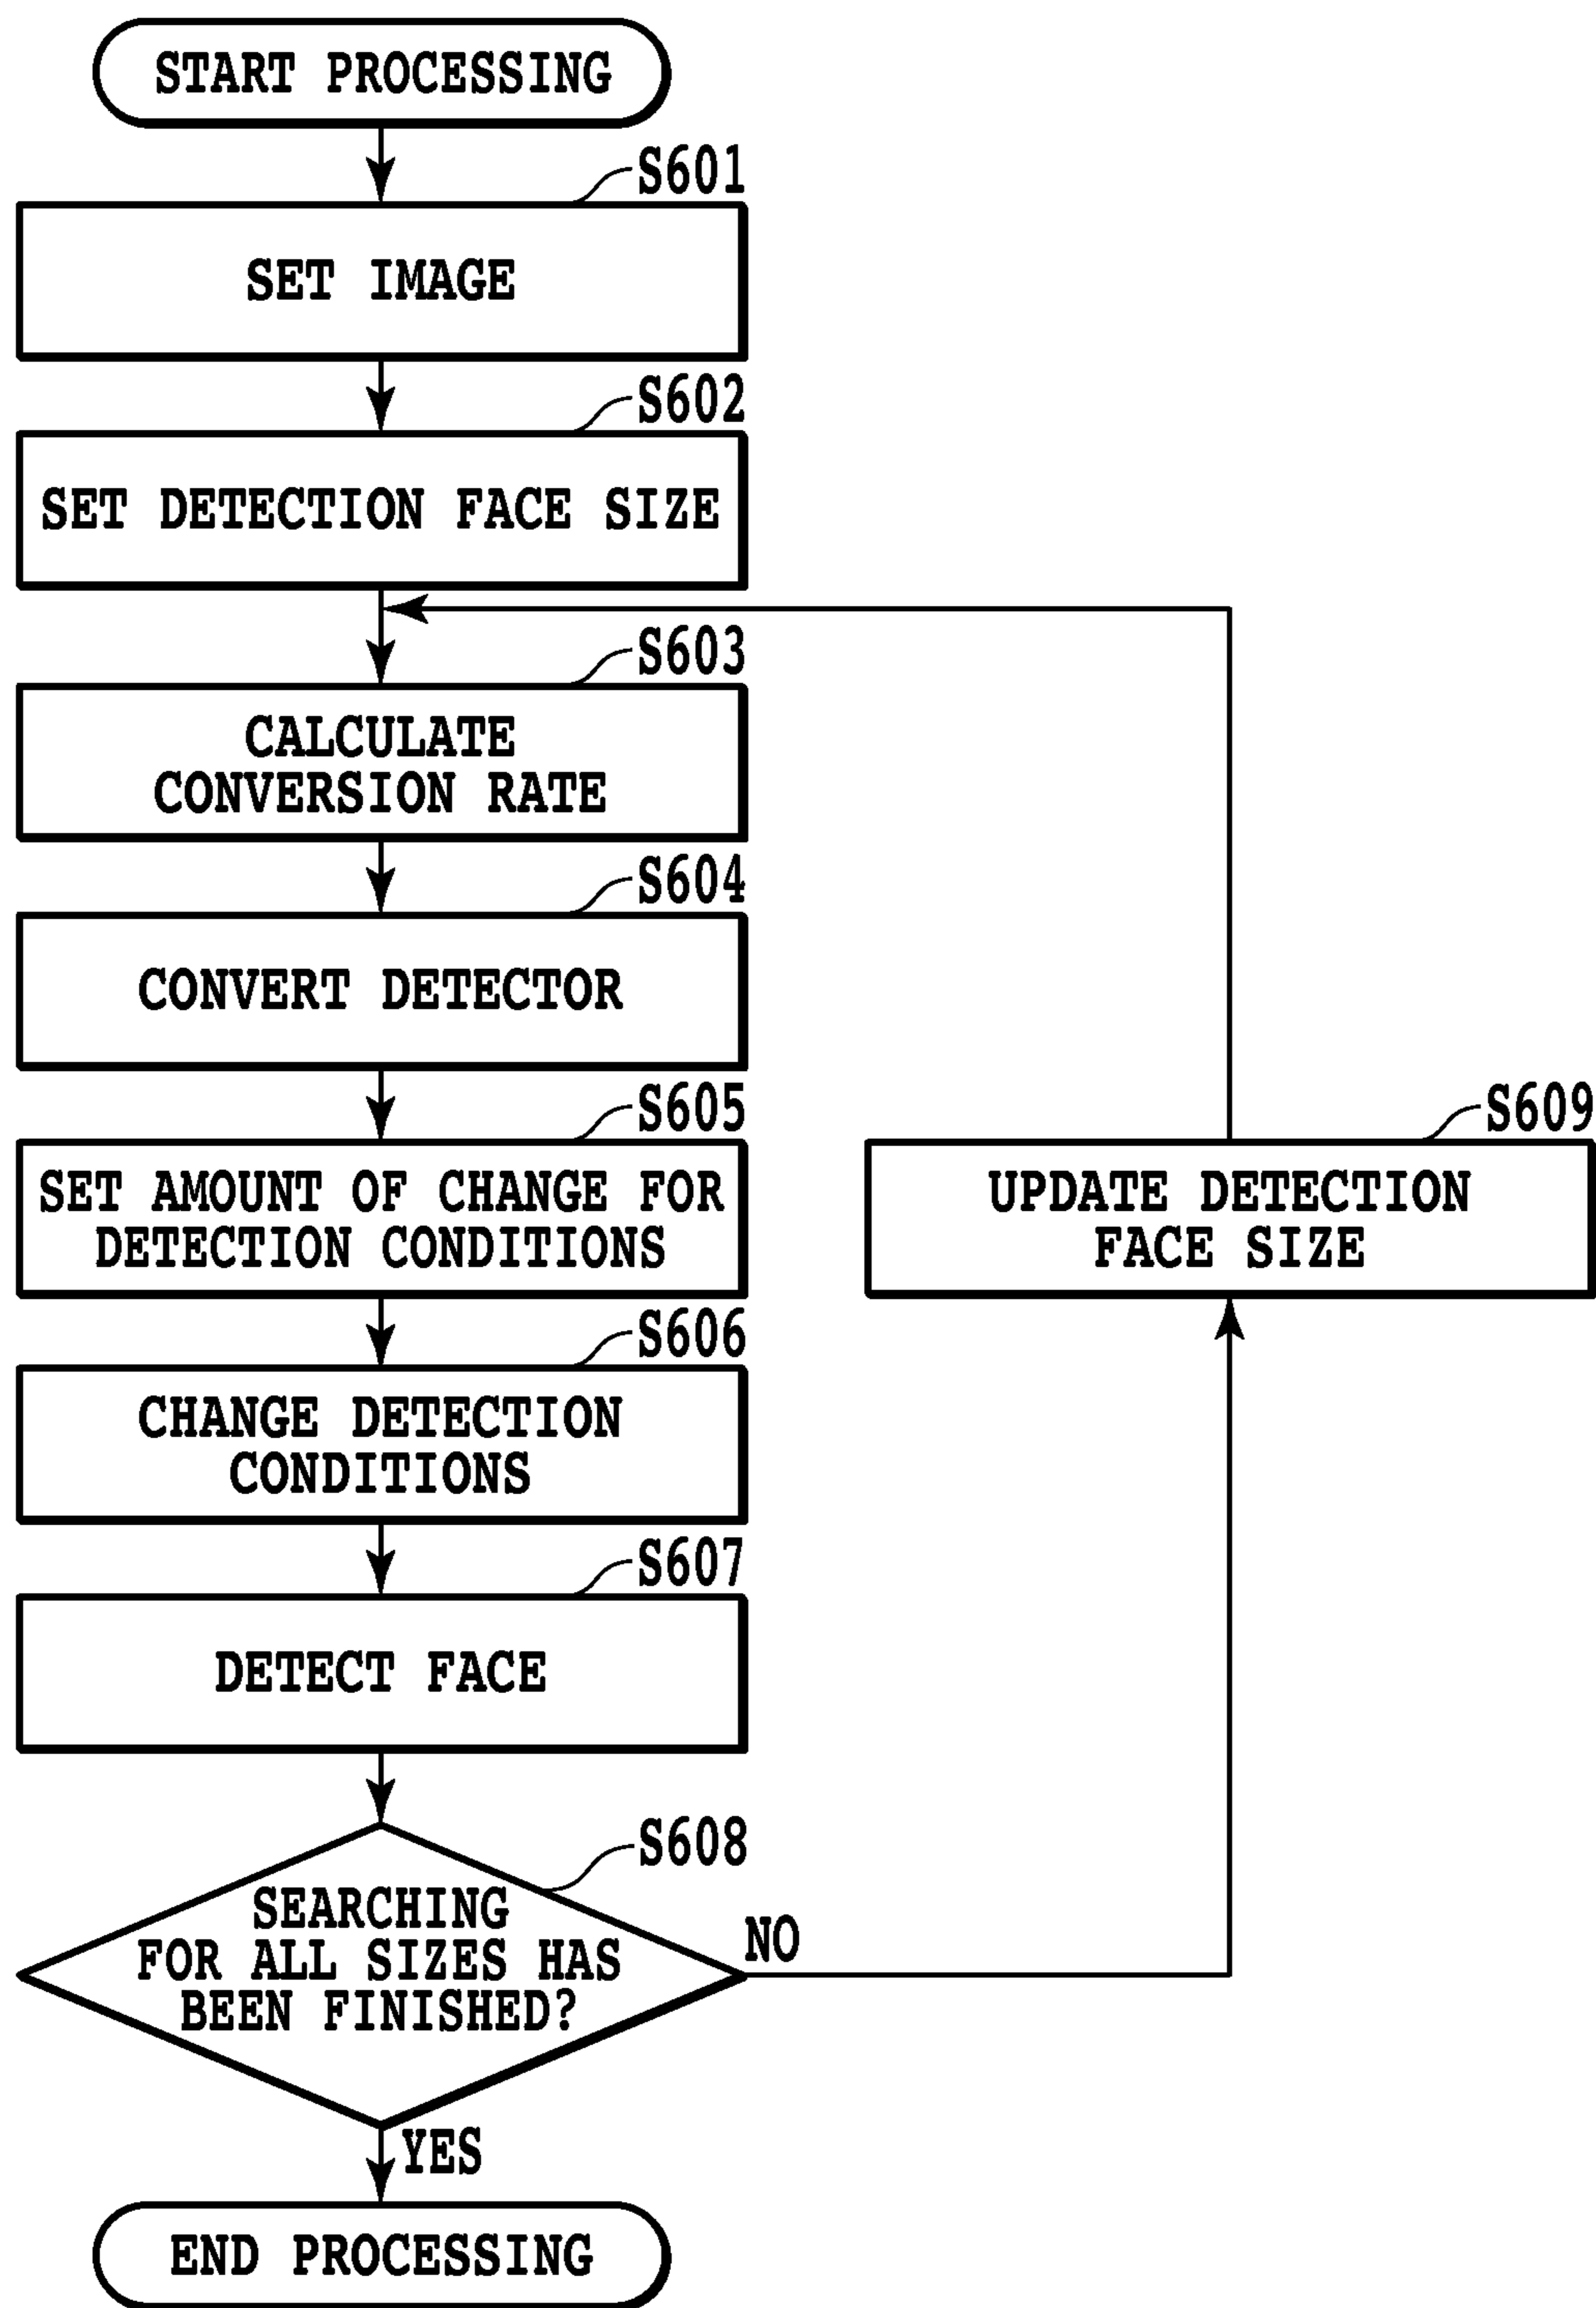 START PROCESSING
S601
SET IMAGE
S602
SET DETECTION FACE SIZE
S603
CALCULATE
CONVERSION RATE
S604
CONVERT DETECTOR
S605
SET AMOUNT OF CHANGE FOR
DETECTION CONDITIONS
S609
UPDATE DETECTION
FACE SIZE
S606
CHANGE DETECTION
CONDITIONS
S607
DETECT FACE
S608
SEARCHING
FOR ALL SIZES HAS
BEEN FINISHED?
NO
YES
END PROCESSING